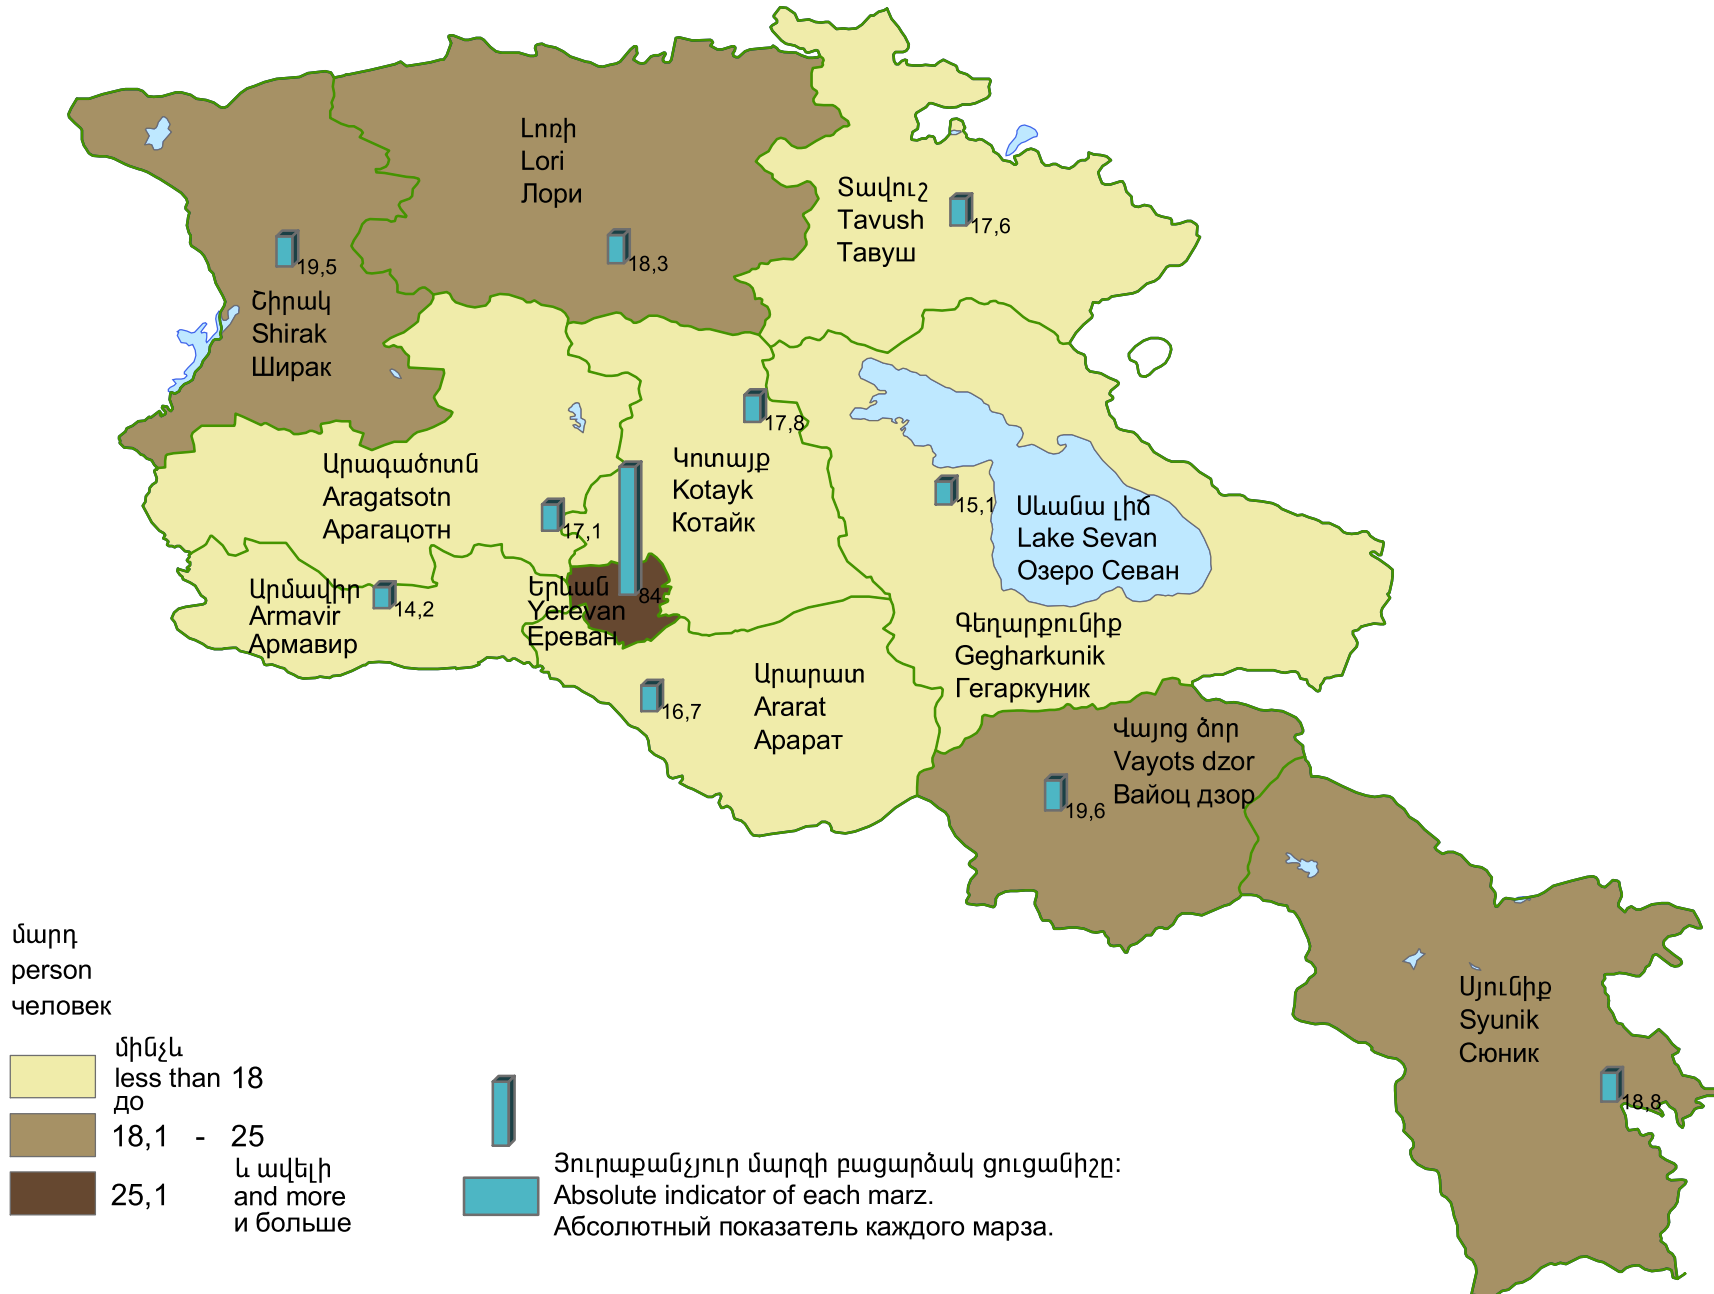 Լոռի
Lori
Лори
18,3
Տավուշ
Tavush
Тавуш
17,6
19,5
Շիրակ
Shirak
Ширак
17,8
Կոտայք
Kotayk
Котайк
Արագածոտն
Aragatsotn
Арагацотн
17,1
15,1
Սևանա լիճ
Lake Sevan
Озеро Севан
Արմավիր
Armavir
Армавир
14,2
Երևան
Yerevan
Ереван
84
Գեղարքունիք
Gegharkunik
Гегаркуник
16,7
Արարատ
Ararat
Арарат
Վայոց ձոր
Vayots dzor
Вайоц дзор
19,6
Սյունիք
Syunik
Сюник
18,8
մարդ
person
человек
մինչև
less than 18
до
18,1 - 25
25,1
և ավելի
and more
и больше
Յուրաքանչյուր մարզի բացարձակ ցուցանիշը:
Absolute indicator of each marz.
Абсолютный показатель каждого марза.